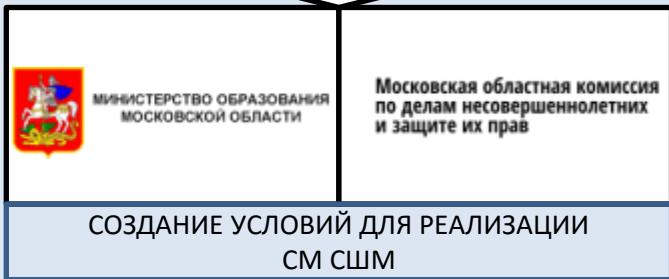 МИНИСТЕРСТВО ОБРАЗОВАНИЯ
МОСКОВСКОЙ ОБЛАСТИ
Московская областная комиссия
по делам несовершеннолетних
и защите их прав
СОЗДАНИЕ УСЛОВИЙ ДЛЯ РЕАЛИЗАЦИИ
СМ СШМ